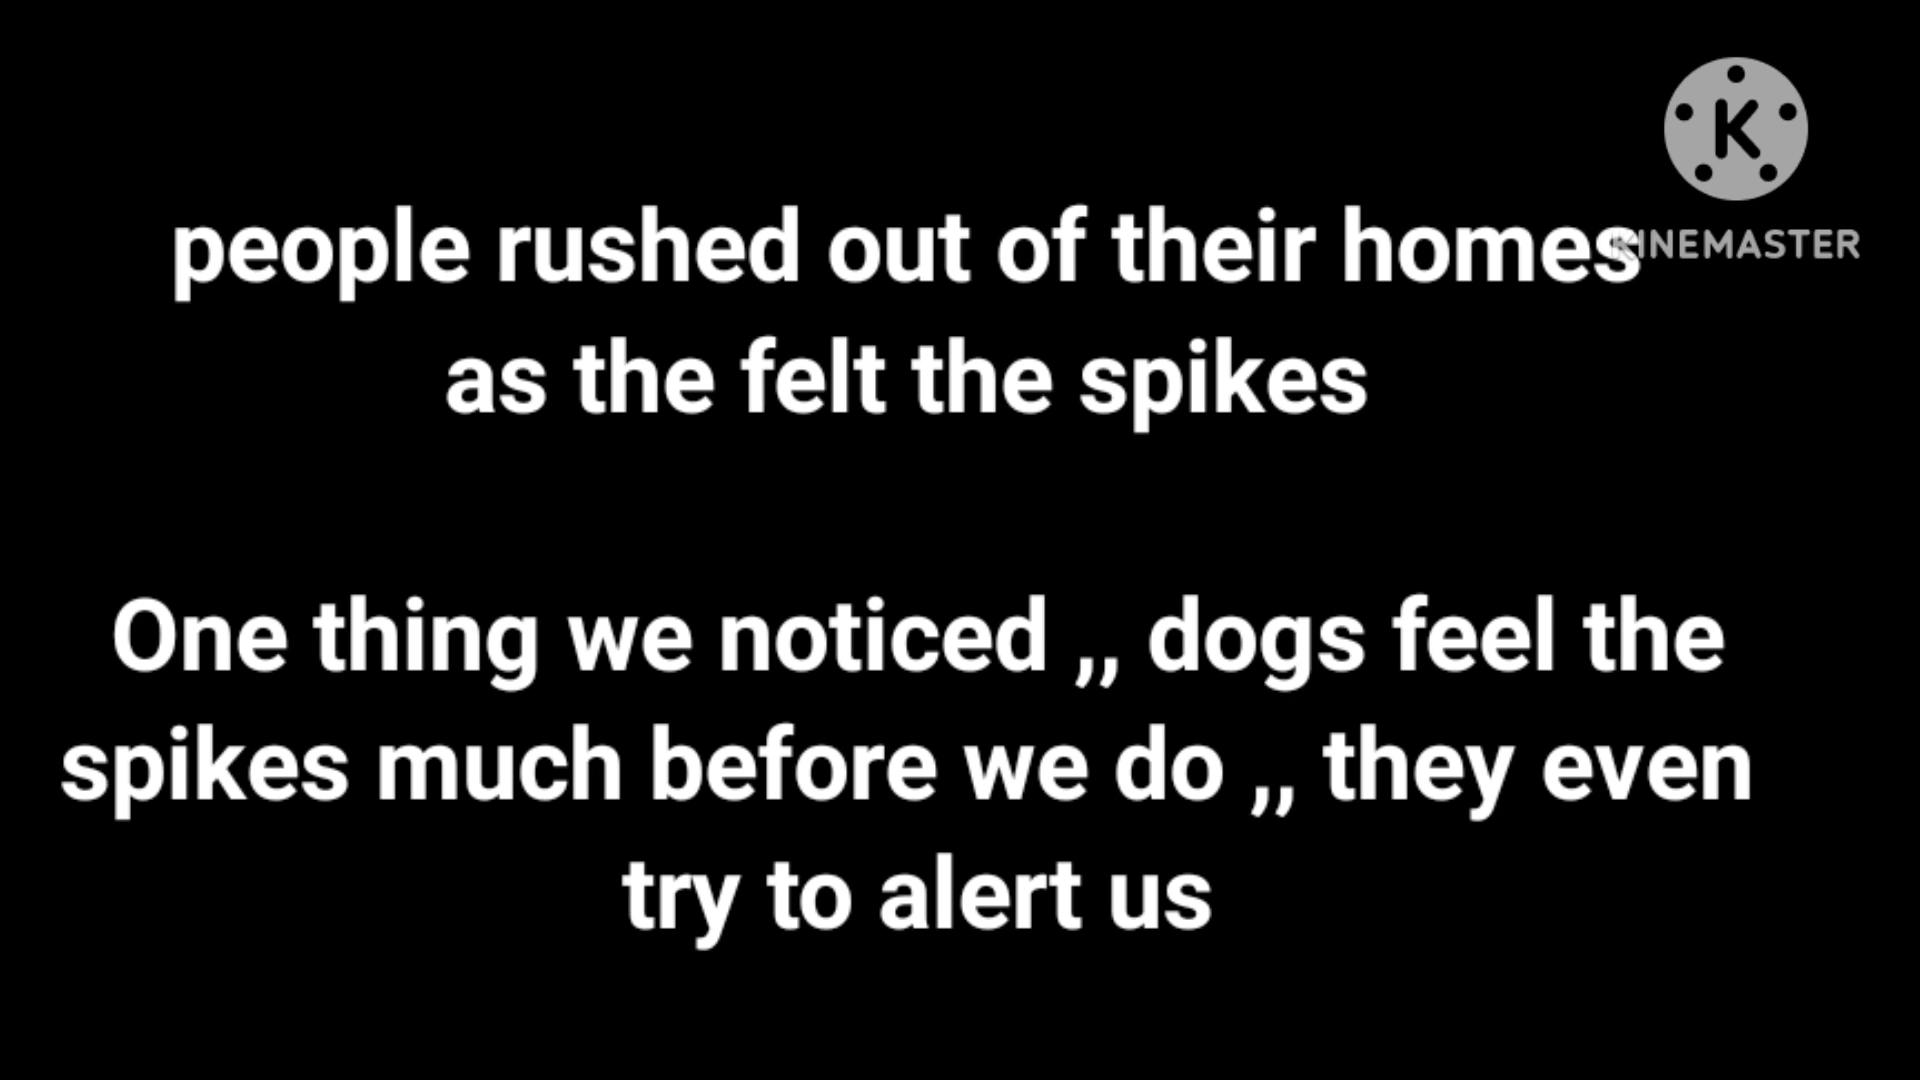 K
people rushed out of their homes
KINEMASTER
as the felt the spikes
One thing we noticed ,, dogs feel the
spikes much before we do ,, they even
try to alert us